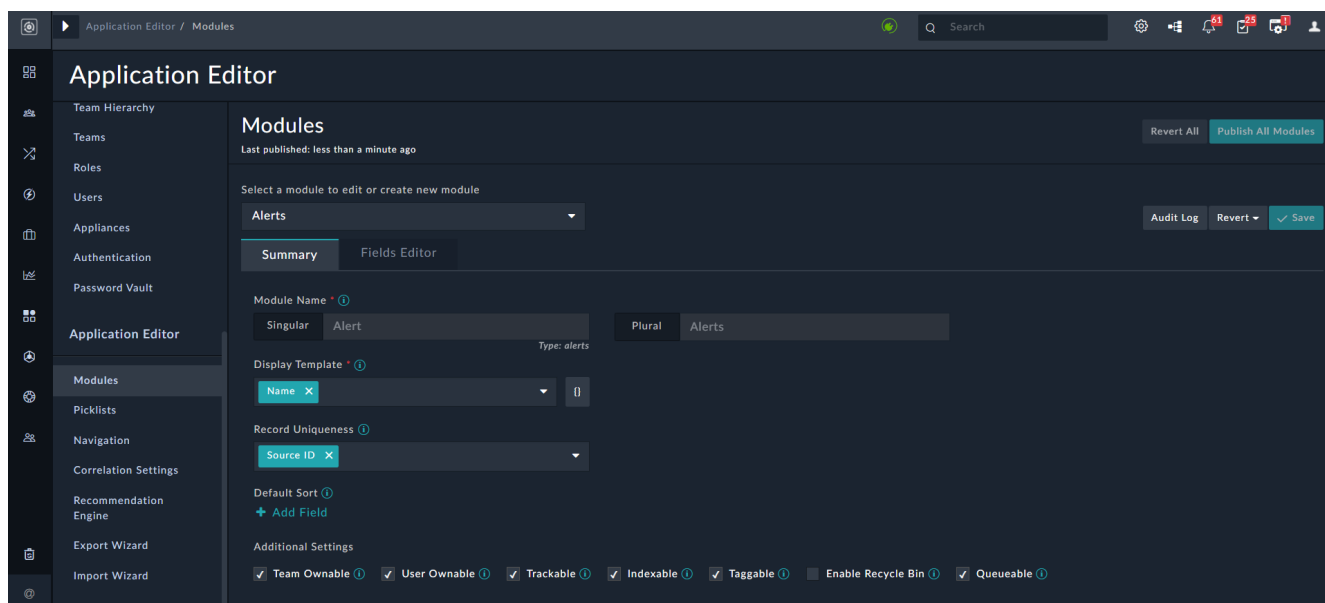 Application Editor / Modules
Search
61
25
!
Application Editor
Team Hierarchy
Teams
Roles
Users
Appliances
Authentication
Password Vault
Application Editor
Modules
Picklists
Navigation
Correlation Settings
Recommendation
Engine
Export Wizard
Import Wizard
@
Modules
Last published: less than a minute ago
Revert All
Publish All Modules
Select a module to edit or create new module
Alerts
Audit Log
Revert
Save
Summary
Fields Editor
Module Name *
Singular Alert
Plural Alerts
Type: alerts
Display Template *
Name X
{}
Record Uniqueness
Source ID X
Default Sort
+ Add Field
Additional Settings
Team Ownable User Ownable Trackable Indexable Taggable Enable Recycle Bin Queueable